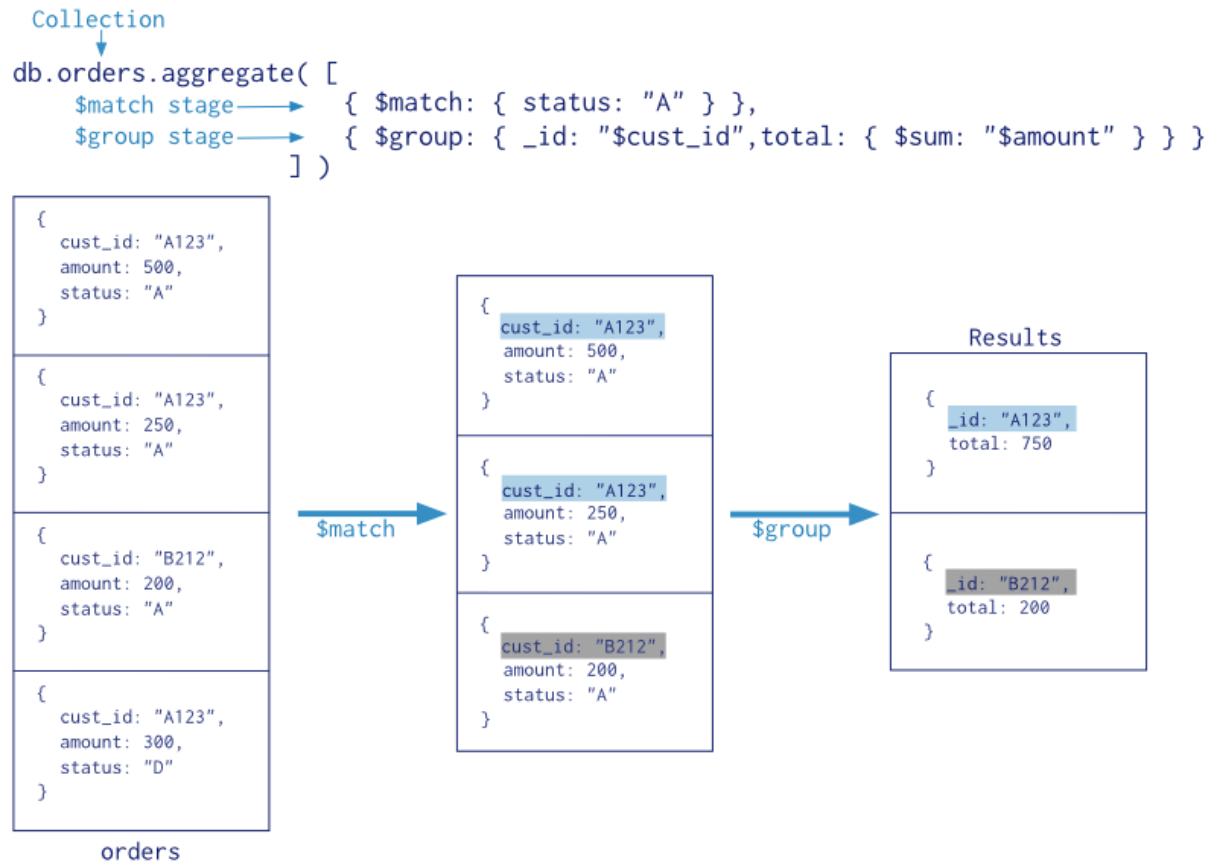 Collection
db.orders.aggregate( [
$match stage { $match: { status: "A" } },
$group stage { $group: { _id: "$cust_id",total: { $sum: "$amount" } } }
] )
{
cust_id: "A123",
amount: 500,
status: "A"
}
{
cust_id: "A123",
amount: 250,
status: "A"
}
{
cust_id: "B212",
amount: 200,
status: "A"
}
{
cust_id: "A123",
amount: 300,
status: "D"
}
orders
$match
{
cust_id: "A123",
amount: 500,
status: "A"
}
{
cust_id: "A123",
amount: 250,
status: "A"
}
{
cust_id: "B212",
amount: 200,
status: "A"
}
$group
Results
{
_id: "A123",
total: 750
}
{
_id: "B212",
total: 200
}